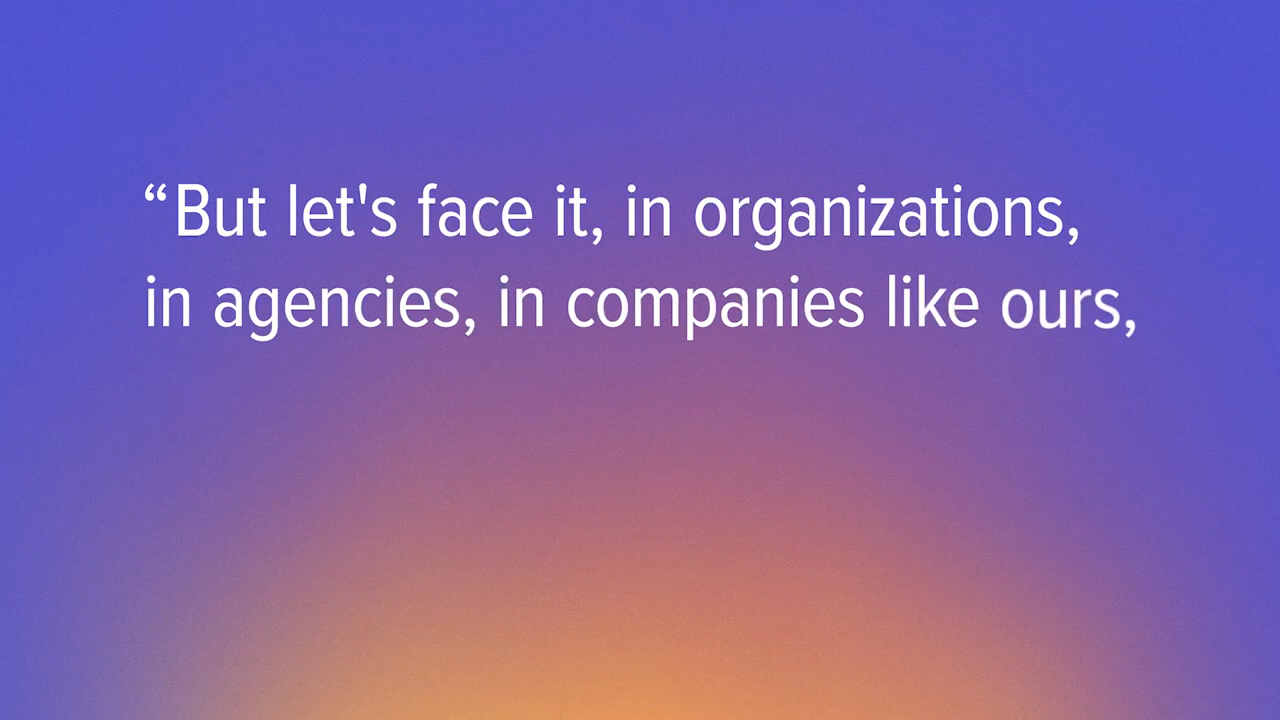 “But let's face it, in organizations,
in agencies, in companies like ours,